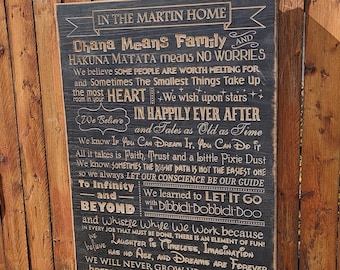 IN THE MARTIN HOME
Ohana Means Family AND
HAKUNA MATATA means NO WORRIES
We believe SOME PEOPLE ARE WORTH MELTING FOR
and Sometimes The Smallest Things Take Up
the most room in your HEART We wish upon stars
We Believe IN HAPPILY EVER AFTER
and Tales as Old as Time
We Know If You Can Dream It, You Can Do It
All it takes is Faith, Trust and a Little Pixie Dust
We Know SOMETIMES THE RIGHT PATH IS NOT THE EASIEST ONE
so we always LET OUR CONSCIENCE BE OUR GUIDE
To Infinity and BEYOND We learned to LET IT GO
with a Bibbidi-Bobbidi-Boo
and Whistle While We Work because
IN EVERY JOB THAT MUST BE DONE, THERE IS AN ELEMENT OF FUN!
We believe LAUGHTER IS TIMELESS, IMAGINATION
HAS NO AGE, AND DREAMS ARE FOREVER
WE WILL NEVER GROW UP